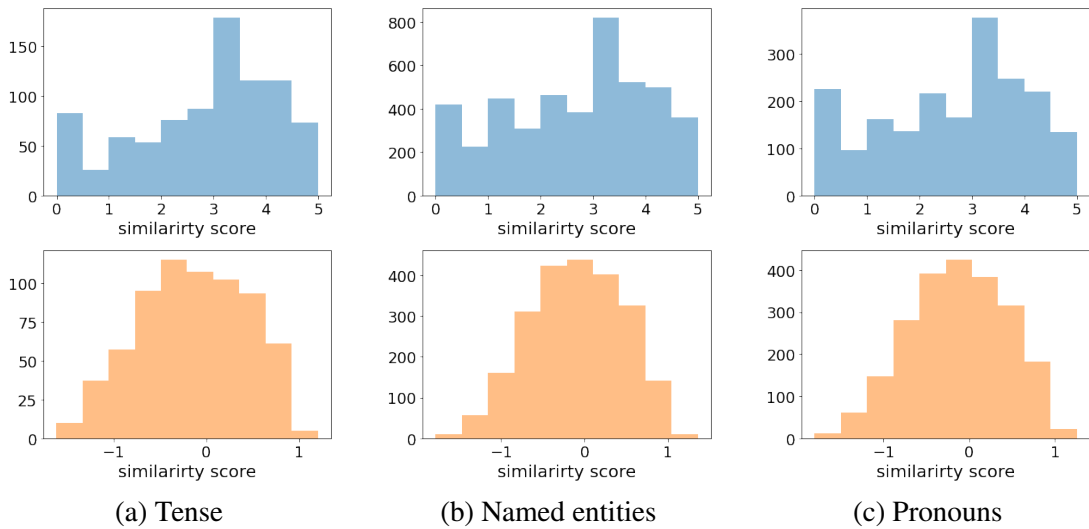 150
100
50
0
0 1 2 3 4 5
similarirty score
800
600
400
200
0
0 1 2 3 4 5
similarirty score
300
200
100
0
0 1 2 3 4 5
similarirty score
100
75
50
25
0
−1 0 1
similarirty score
400
300
200
100
0
−1 0 1
similarirty score
400
300
200
100
0
−1 0 1
similarirty score
(a) Tense
(b) Named entities
(c) Pronouns